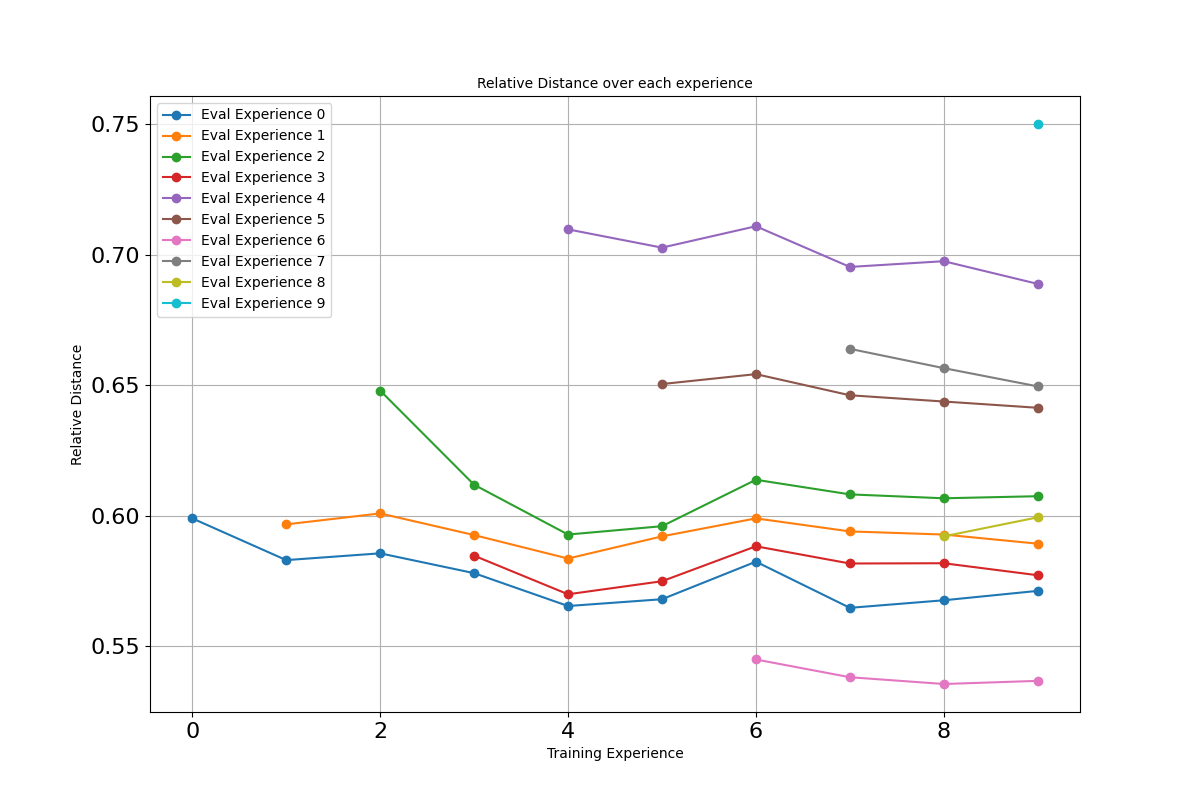 Relative Distance over each experience
Eval Experience 0
Eval Experience 1
Eval Experience 2
Eval Experience 3
Eval Experience 4
Eval Experience 5
Eval Experience 6
Eval Experience 7
Eval Experience 8
Eval Experience 9
0.75
0.70
0.65
0.60
0.55
Relative Distance
0 2 4 6 8
Training Experience